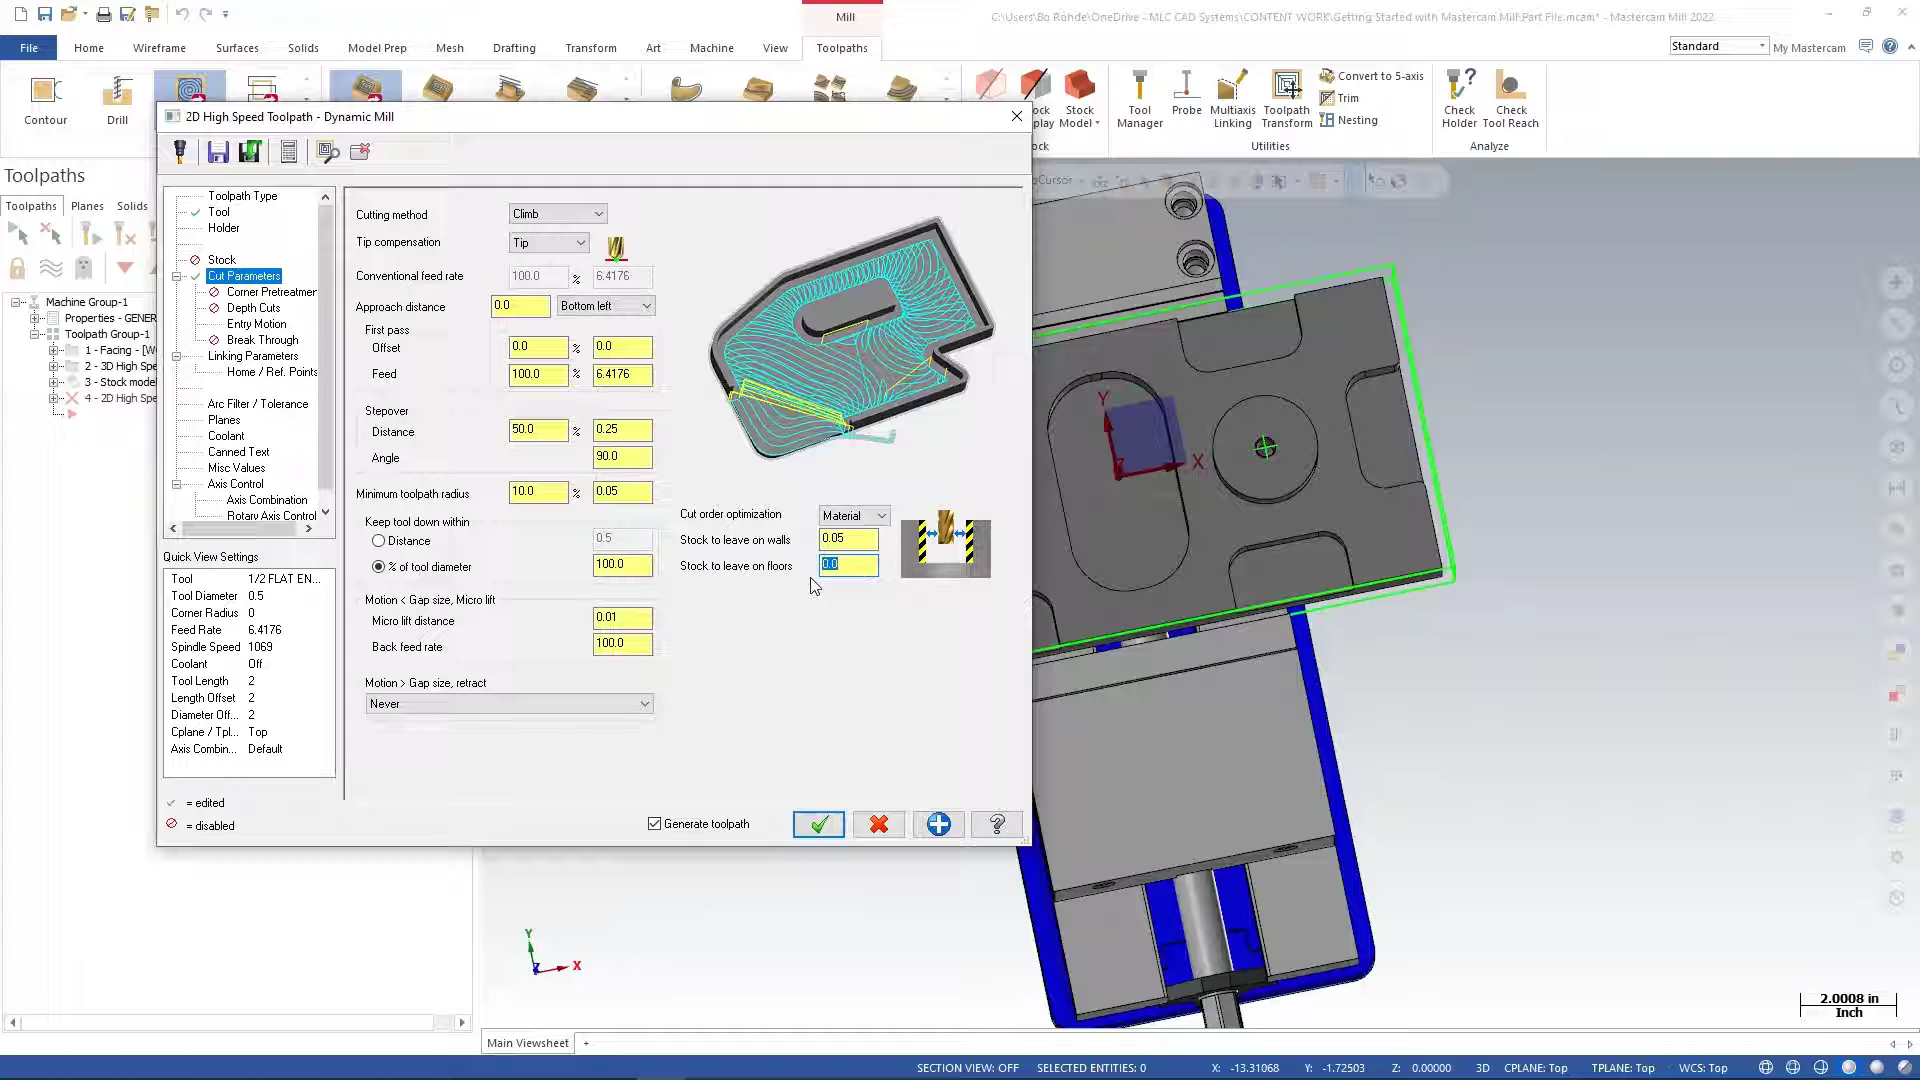 Mill
C:\Users\Bo Rohde\OneDrive - MLC CAD Systems\CONTENT WORK\Getting Started with Mastercam Mill\Part File.mcam* - Mastercam Mill 2022
File
Home
Wireframe
Surfaces
Solids
Model Prep
Mesh
Drafting
Transform
Art
Machine
View
Toolpaths
Standard
My Mastercam
Contour
Drill
Stock Model
Tool Manager
Probe
Multiaxis Linking
Toolpath Transform
Convert to 5-axis
Trim
Nesting
Check Holder
Check Tool Reach
Utilities
Analyze
2D High Speed Toolpath - Dynamic Mill
Toolpaths
Toolpaths Planes Solids
Machine Group-1
Properties - GENER
Toolpath Group-1
1 - Facing - [W
2 - 3D High Spe
3 - Stock mode
4 - 2D High Spe
Toolpath Type
Tool
Holder
Stock
Cut Parameters
Corner Pretreatmen
Depth Cuts
Entry Motion
Break Through
Linking Parameters
Home / Ref. Points
Arc Filter / Tolerance
Planes
Coolant
Canned Text
Misc Values
Axis Control
Axis Combination
Rotary Axis Control
Quick View Settings
Tool 1/2 FLAT EN...
Tool Diameter 0.5
Corner Radius 0
Feed Rate 6.4176
Spindle Speed 1069
Coolant Off
Tool Length 2
Length Offset 2
Diameter Off... 2
Cplane / Tpl... Top
Axis Combin... Default
= edited
= disabled
Cutting method Climb
Tip compensation Tip
Conventional feed rate 100.0 % 6.4176
Approach distance 0.0 Bottom left
First pass
Offset 0.0 % 0.0
Feed 100.0 % 6.4176
Stepover
Distance 50.0 % 0.25
Angle 90.0
Minimum toolpath radius 10.0 % 0.05
Keep tool down within
Distance 0.5
% of tool diameter 100.0
Motion < Gap size, Micro lift
Micro lift distance 0.01
Back feed rate 100.0
Motion > Gap size, retract
Never
Cut order optimization Material
Stock to leave on walls 0.05
Stock to leave on floors 0.0
Generate toolpath
Y
X
Y
X
Z
2.0008 in
Inch
Main Viewsheet +
SECTION VIEW: OFF SELECTED ENTITIES: 0 X: -13.31068 Y: -1.72503 Z: 0.00000 3D CPLANE: Top TPLANE: Top WCS: Top